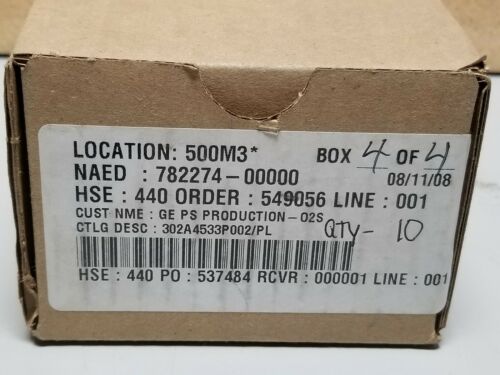 LOCATION: 500M3* BOX 4 OF 4
NAED : 782274-00000 08/11/08
HSE : 440 ORDER : 549056 LINE : 001
CUST NME : GE PS PRODUCTION-02S
CTLG DESC : 302A4533P002/PL QTY- 10
HSE : 440 PO : 537484 RCVR : 000001 LINE : 001